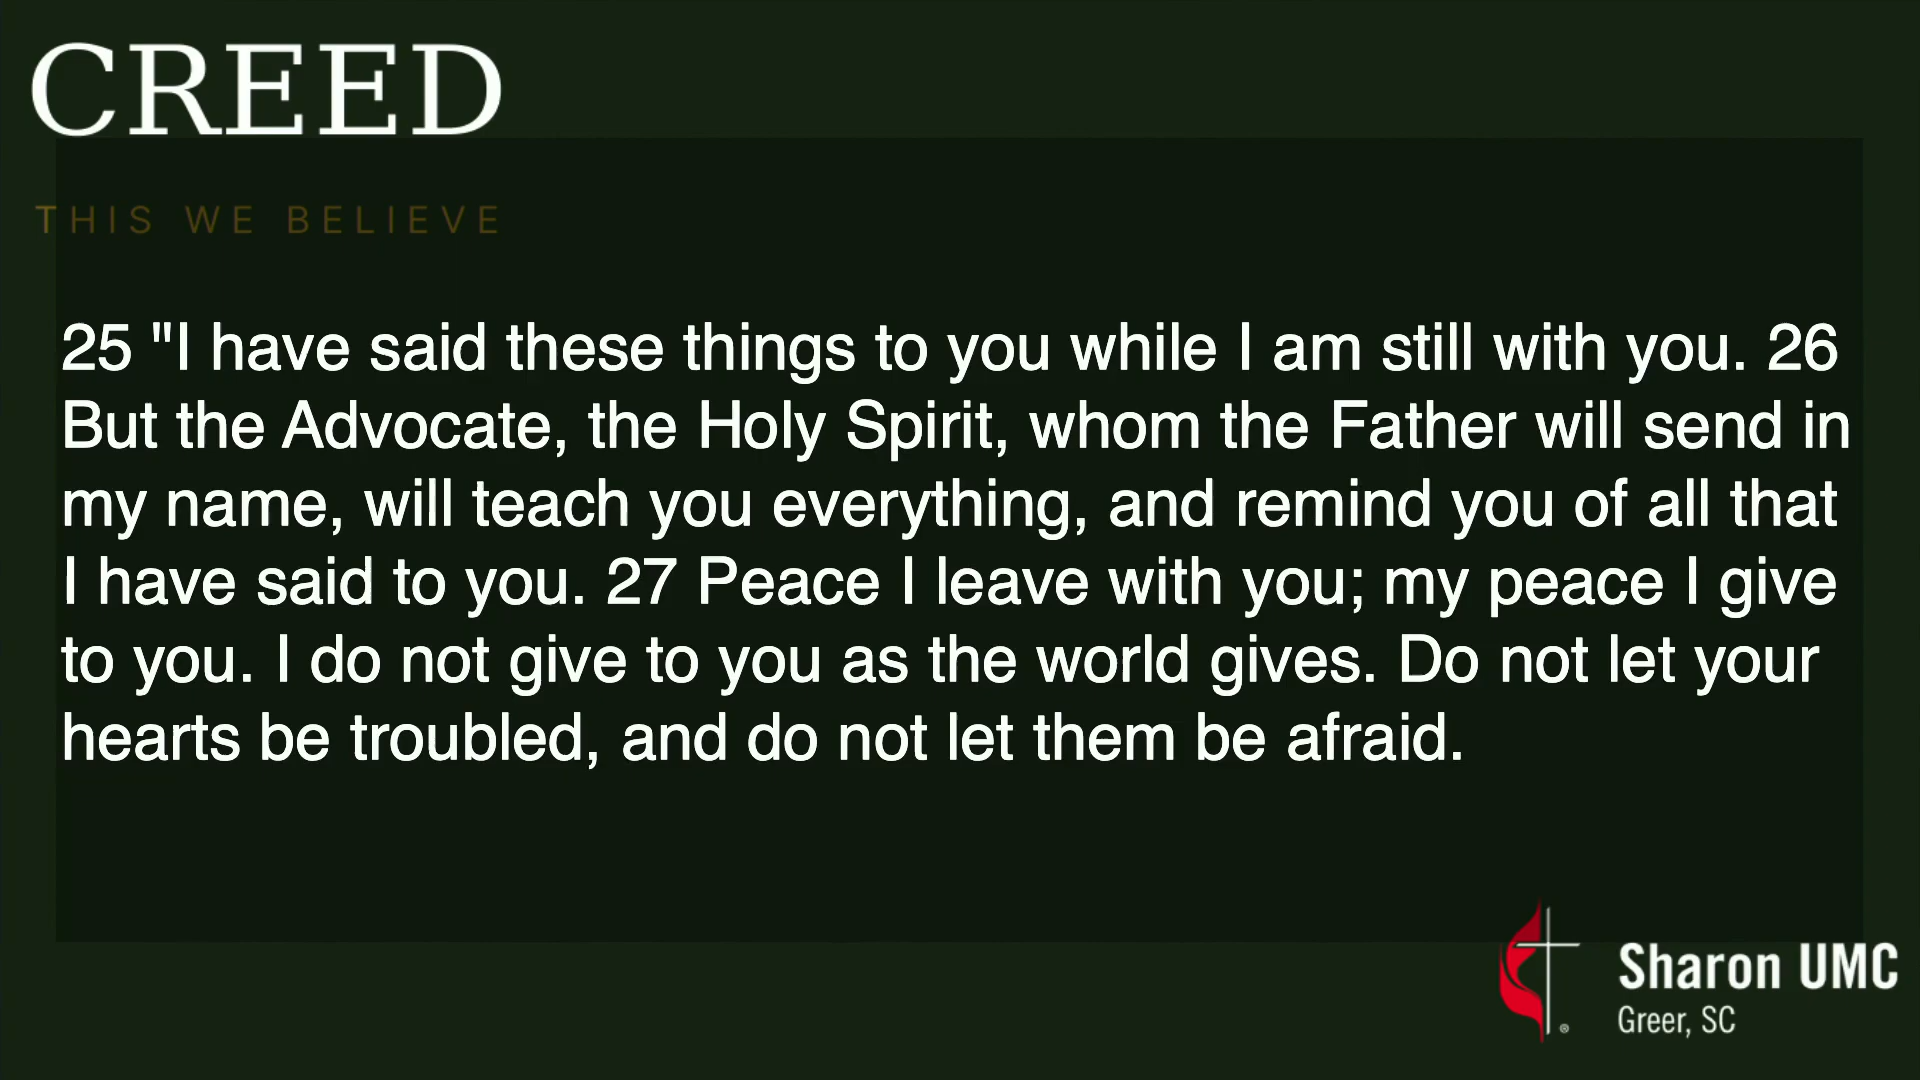 CREED
THIS WE BELIEVE
25 "I have said these things to you while I am still with you. 26
But the Advocate, the Holy Spirit, whom the Father will send in
my name, will teach you everything, and remind you of all that
I have said to you. 27 Peace I leave with you; my peace I give
to you. I do not give to you as the world gives. Do not let your
hearts be troubled, and do not let them be afraid.
®
Sharon UMC
Greer, SC